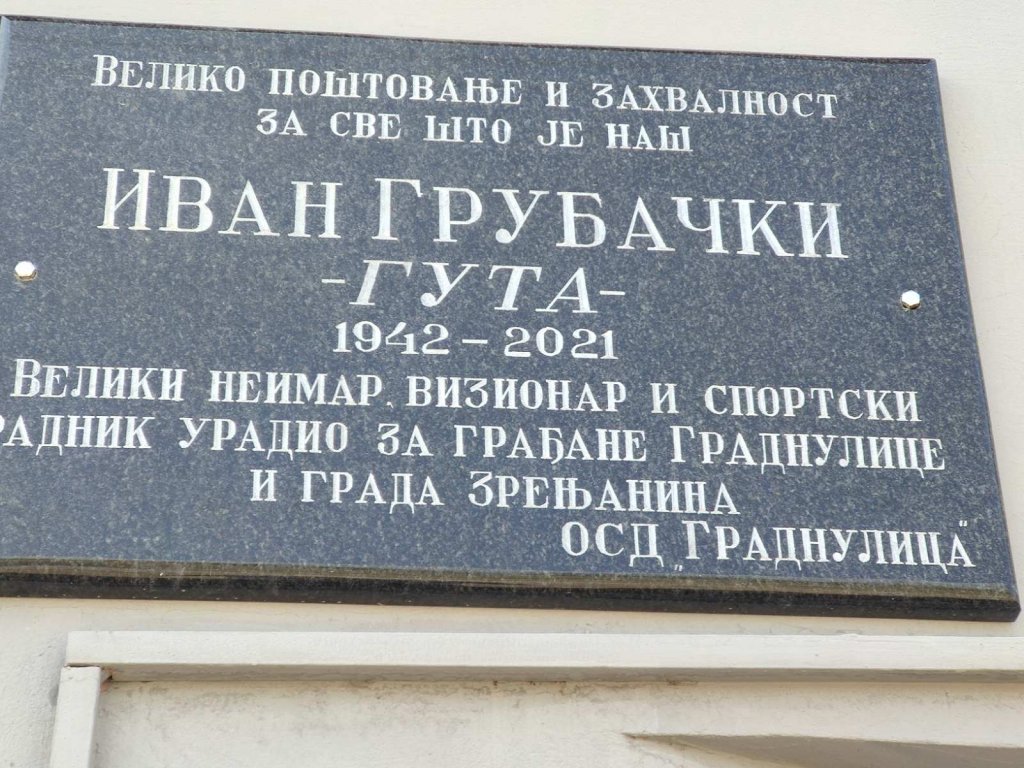 Велико поштовање и захвалност
за све што је наш
Иван Грубачки
-Гута-
1942-2021
Велики неимар, визионар и спортски
радник урадио за грађане Граднулице
и града Зрењанина
ОСД „Граднулица“